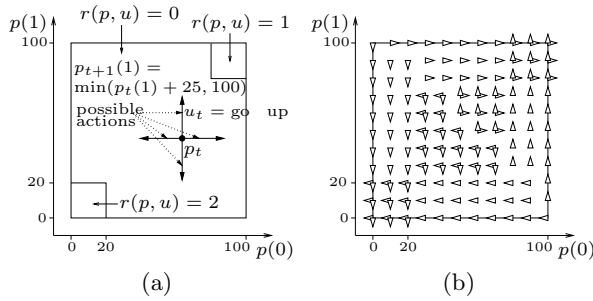 r(p, u) = 0
p(1)
r(p, u) = 1
100
p_{t+1}(1) =
min(p_t(1) + 25, 100)
possible
actions
u_t = go up
p_t
20
r(p, u) = 2
0
0 20 100 p(0)
(a)
p(1)
100
20
0
0 20 100 p(0)
(b)